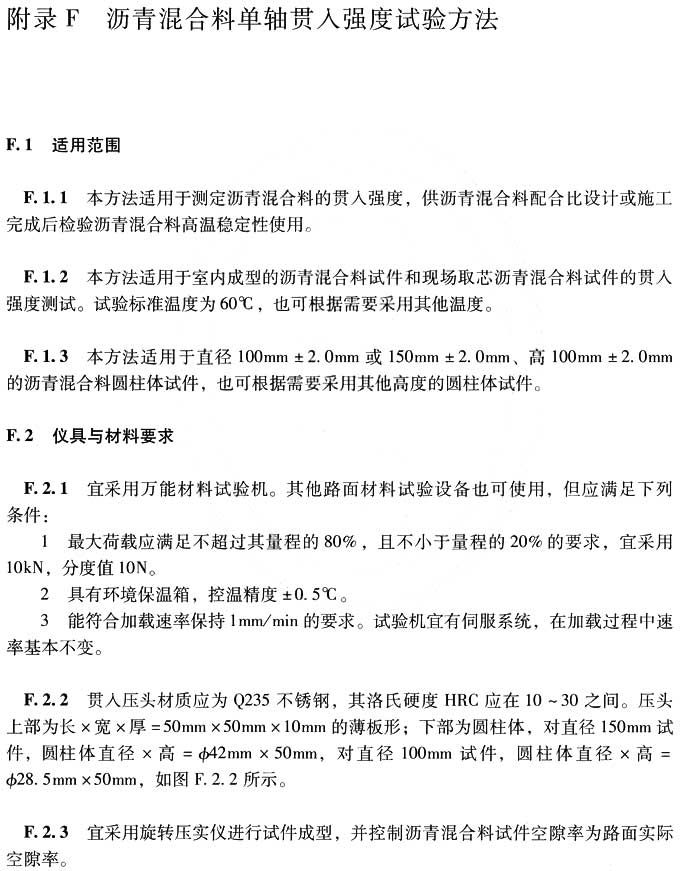 附录 F 沥青混合料单轴贯入强度试验方法
F.1 适用范围
F.1.1 本方法适用于测定沥青混合料的贯入强度，供沥青混合料配合比设计或施工
完成后检验沥青混合料高温稳定性使用。
F.1.2 本方法适用于室内成型的沥青混合料试件和现场取芯沥青混合料试件的贯入
强度测试。试验标准温度为60℃，也可根据需要采用其他温度。
F.1.3 本方法适用于直径 100mm ± 2.0mm 或 150mm ± 2.0mm、高 100mm ± 2.0mm
的沥青混合料圆柱体试件，也可根据需要采用其他高度的圆柱体试件。
F.2 仪具与材料要求
F.2.1 宜采用万能材料试验机。其他路面材料试验设备也可使用，但应满足下列
条件：
1 最大荷载应满足不超过其量程的 80%，且不小于量程的 20% 的要求，宜采用
10kN，分度值 10N。
2 具有环境保温箱，控温精度 ±0.5℃。
3 能符合加载速率保持 1mm/min 的要求。试验机宜有伺服系统，在加载过程中速
率基本不变。
F.2.2 贯入压头材质应为 Q235 不锈钢，其洛氏硬度 HRC 应在 10 ~ 30 之间。压头
上部为长 × 宽 × 厚 = 50mm × 50mm × 10mm 的薄板形；下部为圆柱体，对直径 150mm 试
件，圆柱体直径 × 高 = ϕ42mm × 50mm，对直径 100mm 试件，圆柱体直径 × 高 =
ϕ28.5mm × 50mm，如图 F.2.2 所示。
F.2.3 宜采用旋转压实仪进行试件成型，并控制沥青混合料试件空隙率为路面实际
空隙率。